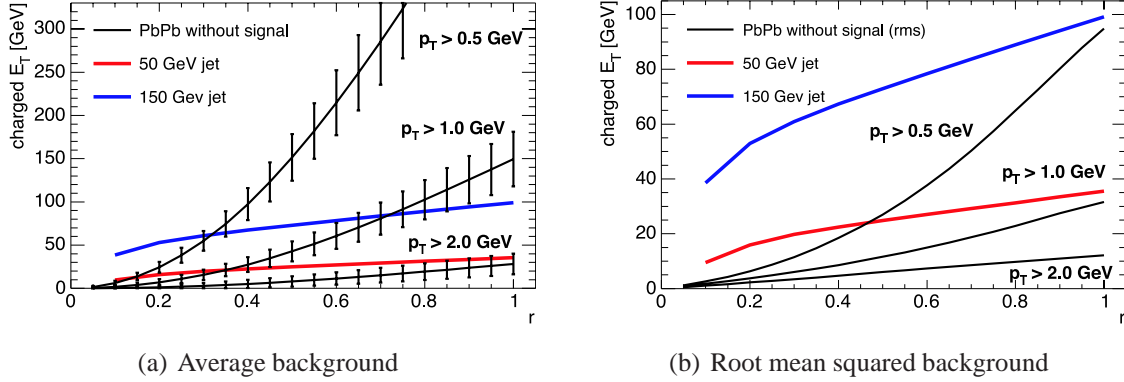 charged E_T [GeV]
300
250
200
150
100
50
0
0
0.2
0.4
0.6
0.8
1
r
PbPb without signal
50 GeV jet
150 Gev jet
p_T > 0.5 GeV
p_T > 1.0 GeV
p_T > 2.0 GeV
(a) Average background
charged E_T [GeV]
100
80
60
40
20
0
0
0.2
0.4
0.6
0.8
1
r
PbPb without signal (rms)
50 GeV jet
150 Gev jet
p_T > 0.5 GeV
p_T > 1.0 GeV
p_T > 2.0 GeV
(b) Root mean squared background